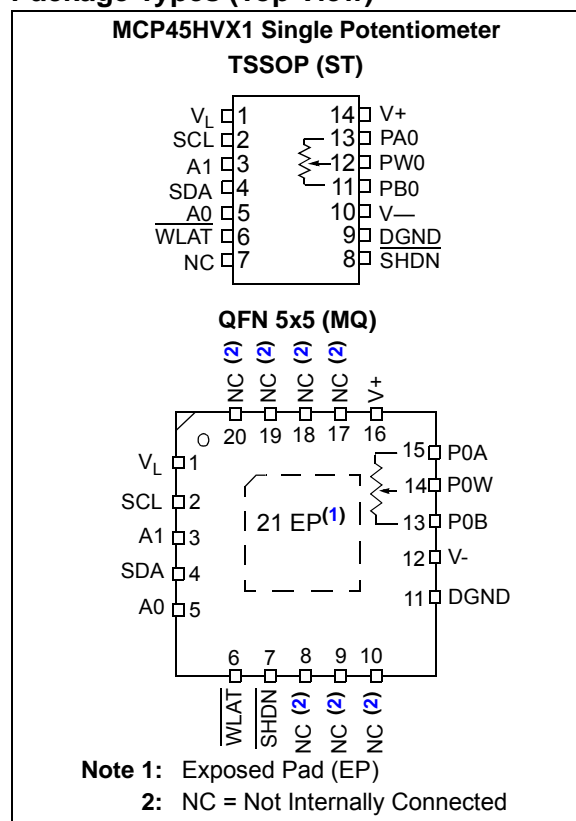 Package Types (Top View)
MCP45HVX1 Single Potentiometer
TSSOP (ST)
VL 1
SCL 2
A1 3
SDA 4
A0 5
WLAT 6
NC 7
14 V+
13 PA0
12 PW0
11 PB0
10 V—
9 DGND
8 SHDN
QFN 5x5 (MQ)
NC (2) NC (2) NC (2) NC (2) V+
20 19 18 17 16
VL 1
SCL 2
A1 3
SDA 4
A0 5
21 EP(1)
15 P0A
14 P0W
13 P0B
12 V-
11 DGND
6 7 8 9 10
WLAT SHDN NC (2) NC (2) NC (2)
Note 1: Exposed Pad (EP)
2: NC = Not Internally Connected